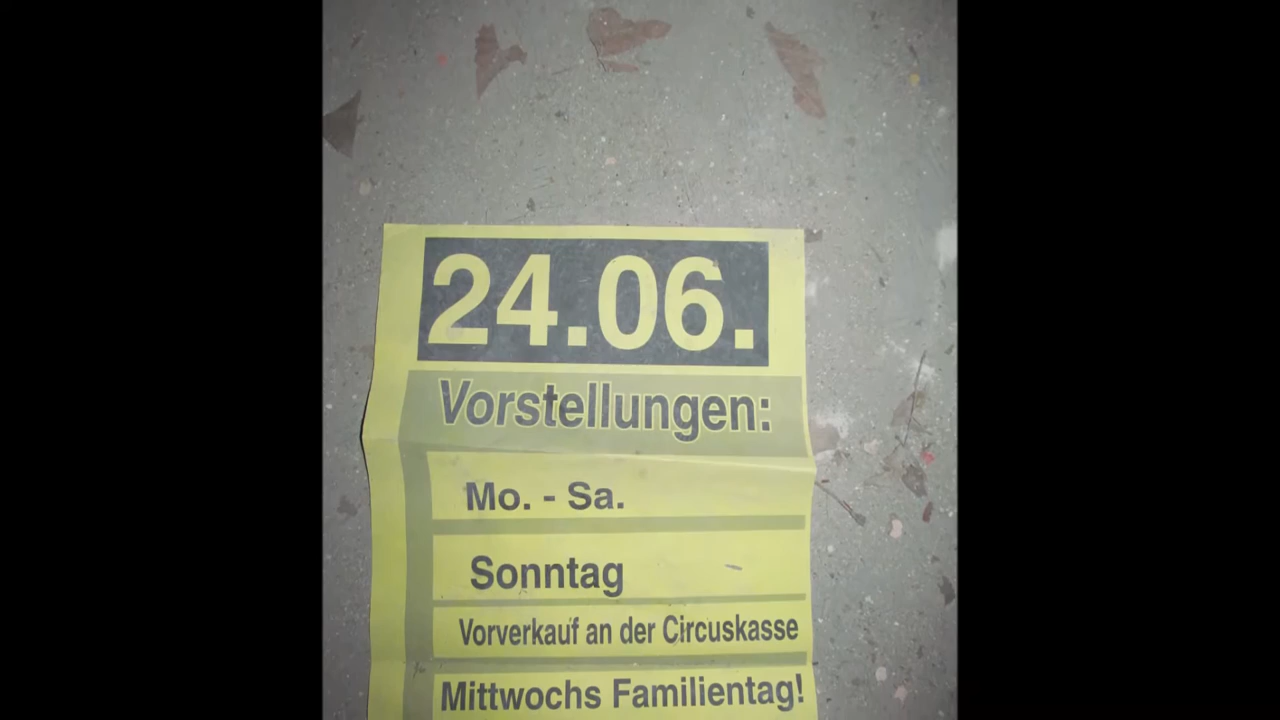 24.06.
Vorstellungen:
Mo. - Sa.
Sonntag
Vorverkauf an der Circuskasse
Mittwochs Familientag!